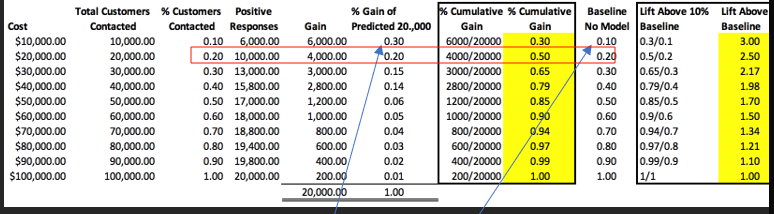 Total Customers % Customers Positive % Gain of % Cumulative % Cumulative Baseline Lift Above 10% Lift Above
Cost Contacted Contacted Responses Gain Predicted 20.,000 Gain Gain No Model Baseline Baseline
$10,000.00 10,000.00 0.10 6,000.00 6,000.00 0.30 6000/20000 0.30 0.10 0.3/0.1 3.00
$20,000.00 20,000.00 0.20 10,000.00 4,000.00 0.20 4000/20000 0.50 0.20 0.5/0.2 2.50
$30,000.00 30,000.00 0.30 13,000.00 3,000.00 0.15 3000/20000 0.65 0.30 0.65/0.3 2.17
$40,000.00 40,000.00 0.40 15,800.00 2,800.00 0.14 2800/20000 0.79 0.40 0.79/0.4 1.98
$50,000.00 50,000.00 0.50 17,000.00 1,200.00 0.06 1200/20000 0.85 0.50 0.85/0.5 1.70
$60,000.00 60,000.00 0.60 18,000.00 1,000.00 0.05 1000/20000 0.90 0.60 0.9/0.6 1.50
$70,000.00 70,000.00 0.70 18,800.00 800.00 0.04 800/20000 0.94 0.70 0.94/0.7 1.34
$80,000.00 80,000.00 0.80 19,400.00 600.00 0.03 600/20000 0.97 0.80 0.97/0.8 1.21
$90,000.00 90,000.00 0.90 19,800.00 400.00 0.02 400/20000 0.99 0.90 0.99/0.9 1.10
$100,000.00 100,000.00 1.00 20,000.00 200.00 0.01 200/20000 1.00 1.00 1/1 1.00
20,000.00 1.00